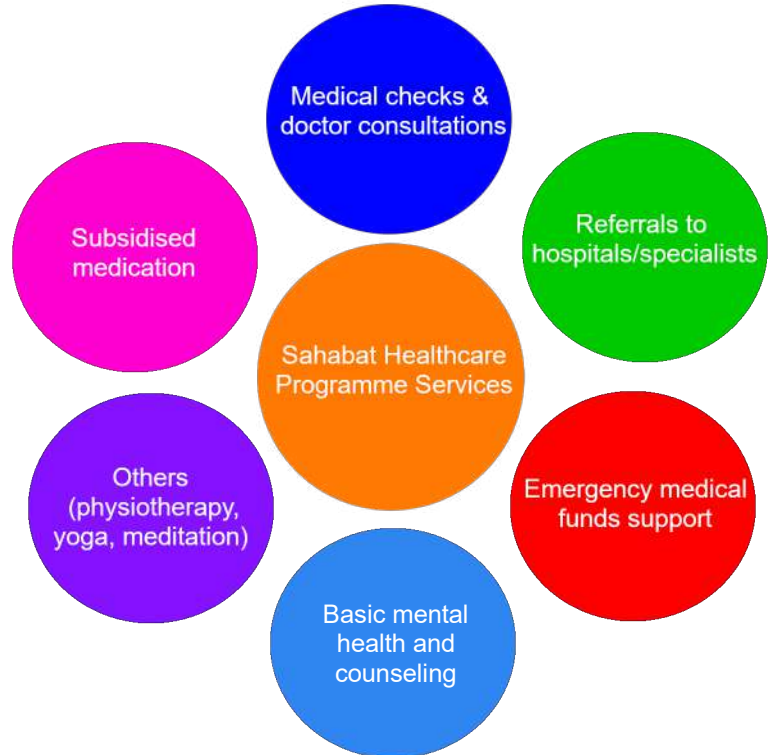 Medical checks &
doctor consultations
Subsidised
medication
Referrals to
hospitals/specialists
Sahabat Healthcare
Programme Services
Others
(physiotherapy,
yoga, meditation)
Emergency medical
funds support
Basic mental
health and
counseling